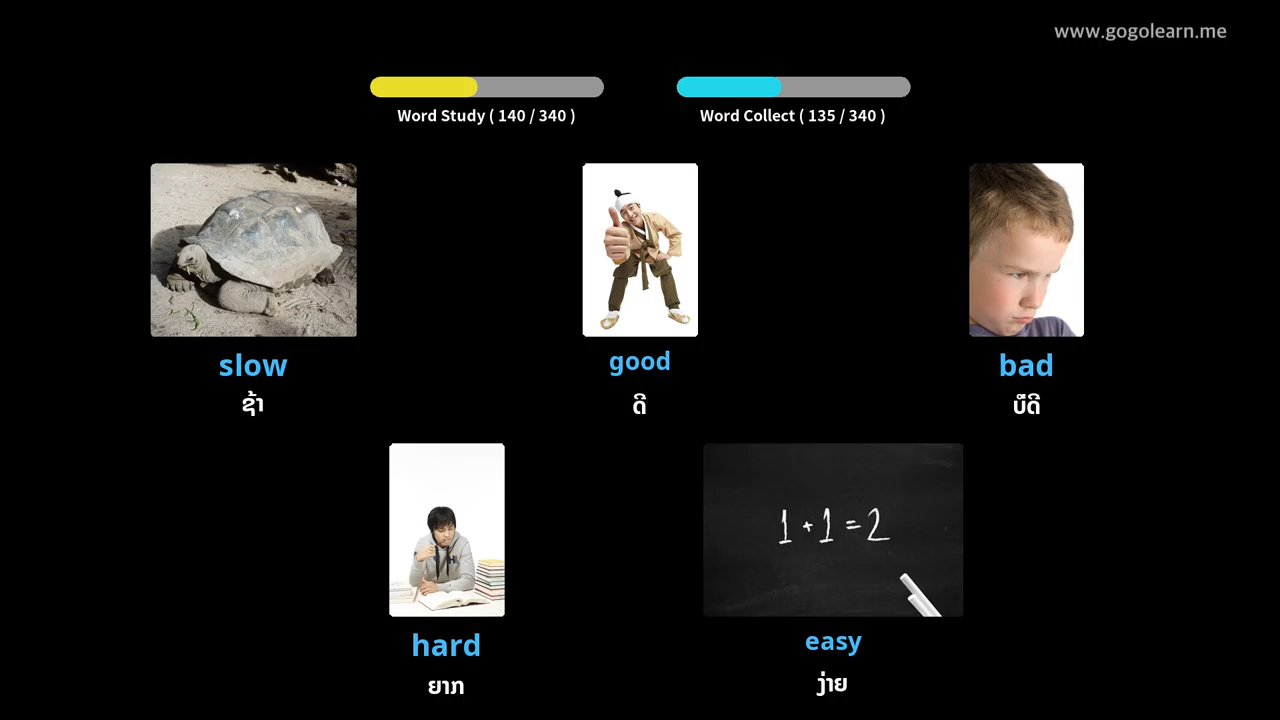 www.gogolearn.me
Word Study ( 140 / 340 )
Word Collect ( 135 / 340 )
slow
good
bad
ຊ້າ
ດີ
ບໍ່ດີ
1 + 1 = 2
hard
easy
ຍາກ
ງ່າຍ